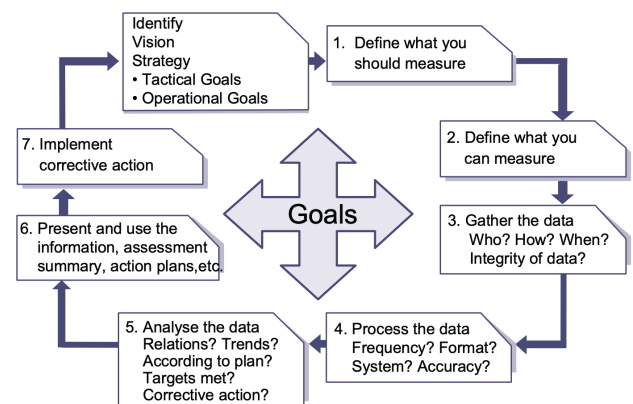 Identify
Vision
Strategy
• Tactical Goals
• Operational Goals
1. Define what you
should measure
2. Define what you
can measure
3. Gather the data
Who? How? When?
Integrity of data?
4. Process the data
Frequency? Format?
System? Accuracy?
5. Analyse the data
Relations? Trends?
According to plan?
Targets met?
Corrective action?
6. Present and use the
information, assessment
summary, action plans,etc.
7. Implement
corrective action
Goals